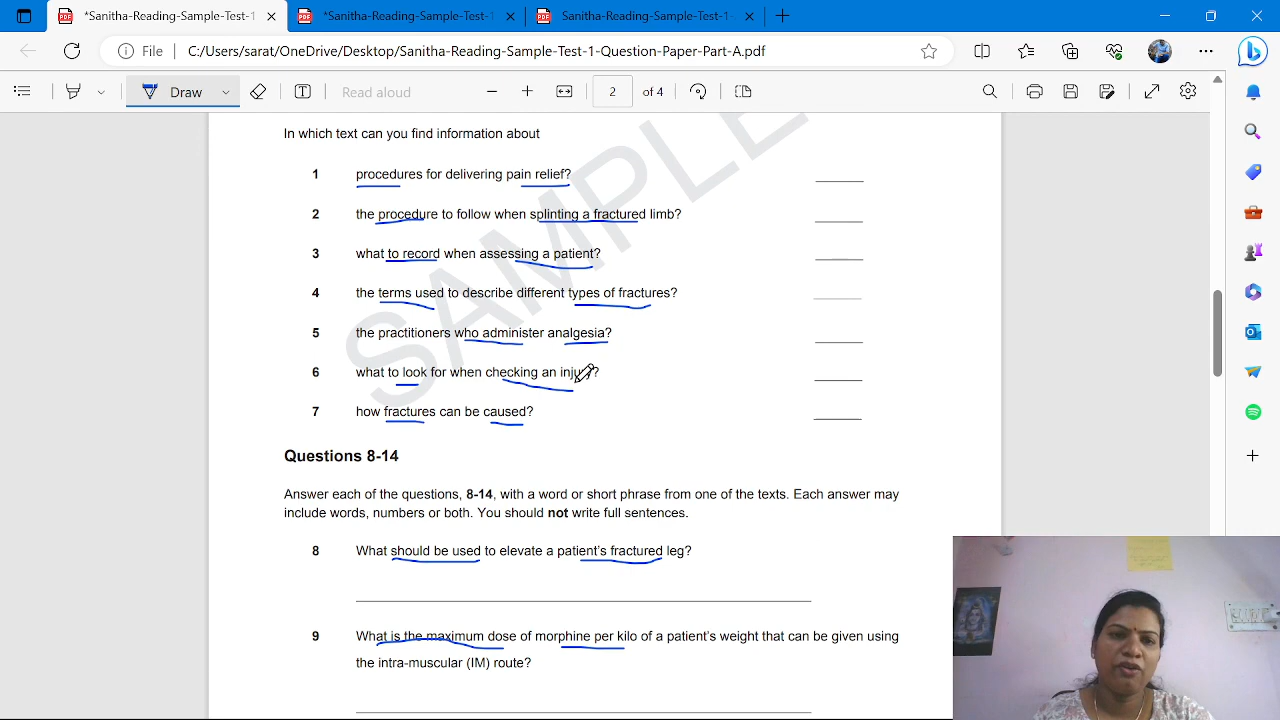 *Sanitha-Reading-Sample-Test-1
*Sanitha-Reading-Sample-Test-1
Sanitha-Reading-Sample-Test-1-
File
C:/Users/sarat/OneDrive/Desktop/Sanitha-Reading-Sample-Test-1-Question-Paper-Part-A.pdf
Draw
Read aloud
2
of 4
In which text can you find information about
1 procedures for delivering pain relief?
2 the procedure to follow when splinting a fractured limb?
3 what to record when assessing a patient?
4 the terms used to describe different types of fractures?
5 the practitioners who administer analgesia?
6 what to look for when checking an injury?
7 how fractures can be caused?
SAMPLE
Questions 8-14
Answer each of the questions, 8-14, with a word or short phrase from one of the texts. Each answer may
include words, numbers or both. You should not write full sentences.
8 What should be used to elevate a patient's fractured leg?
9 What is the maximum dose of morphine per kilo of a patient's weight that can be given using
the intra-muscular (IM) route?